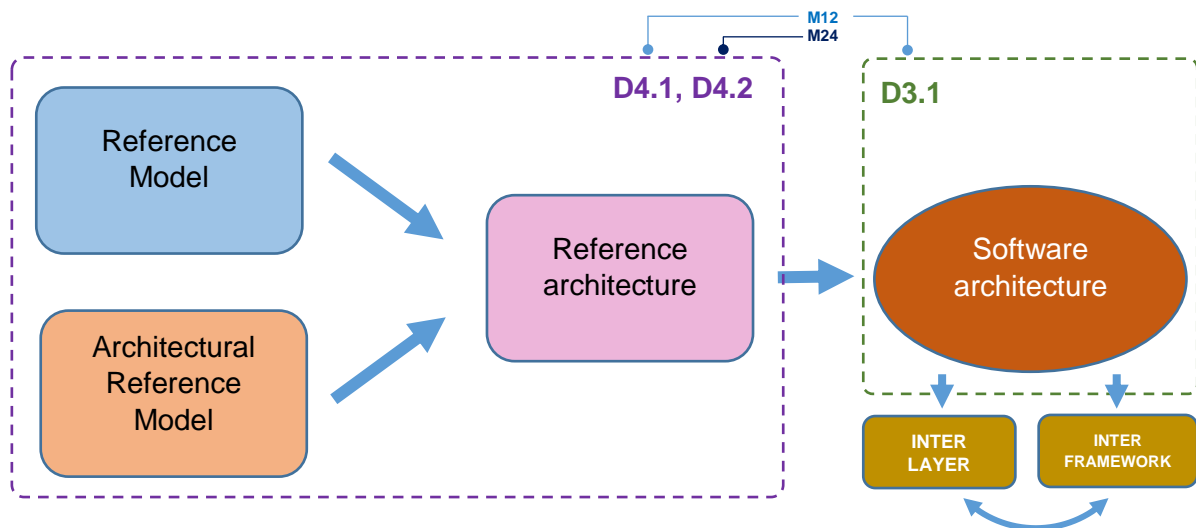 M12
M24
D4.1, D4.2
D3.1
Reference
Model
Reference
architecture
Software
architecture
Architectural
Reference
Model
INTER
LAYER
INTER
FRAMEWORK